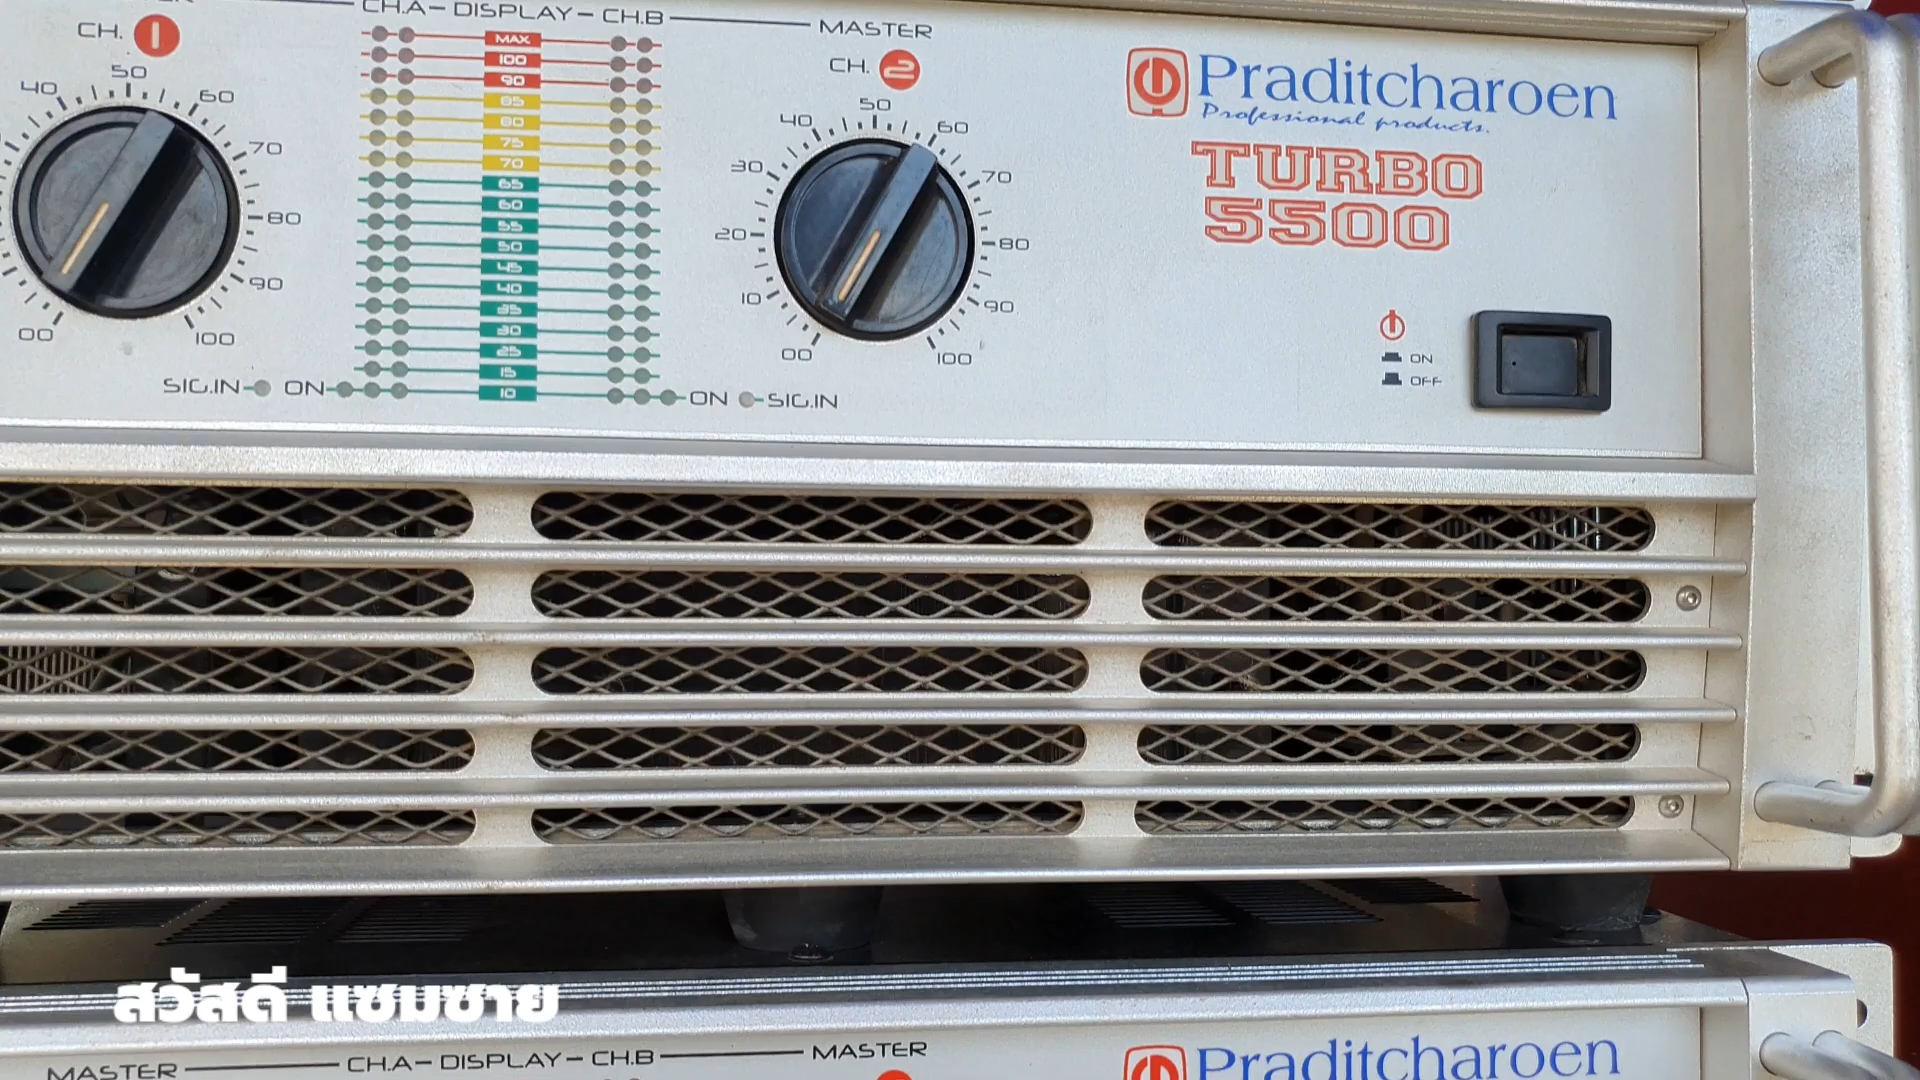 CH.A - DISPLAY - CH.B
MASTER
CH. 1
CH. 2
40 50 60 70 80 90 100 00
MAX
100
90
85
80
75
70
65
60
55
50
45
40
35
30
25
15
10
SIG.IN ON
ON SIG.IN
00 10 20 30 40 50 60 70 80 90 100
Praditcharoen
Professional products.
TURBO
5500
ON
OFF
สวัสดี แซมซาย
MASTER CH.A - DISPLAY - CH.B MASTER
Praditcharoen